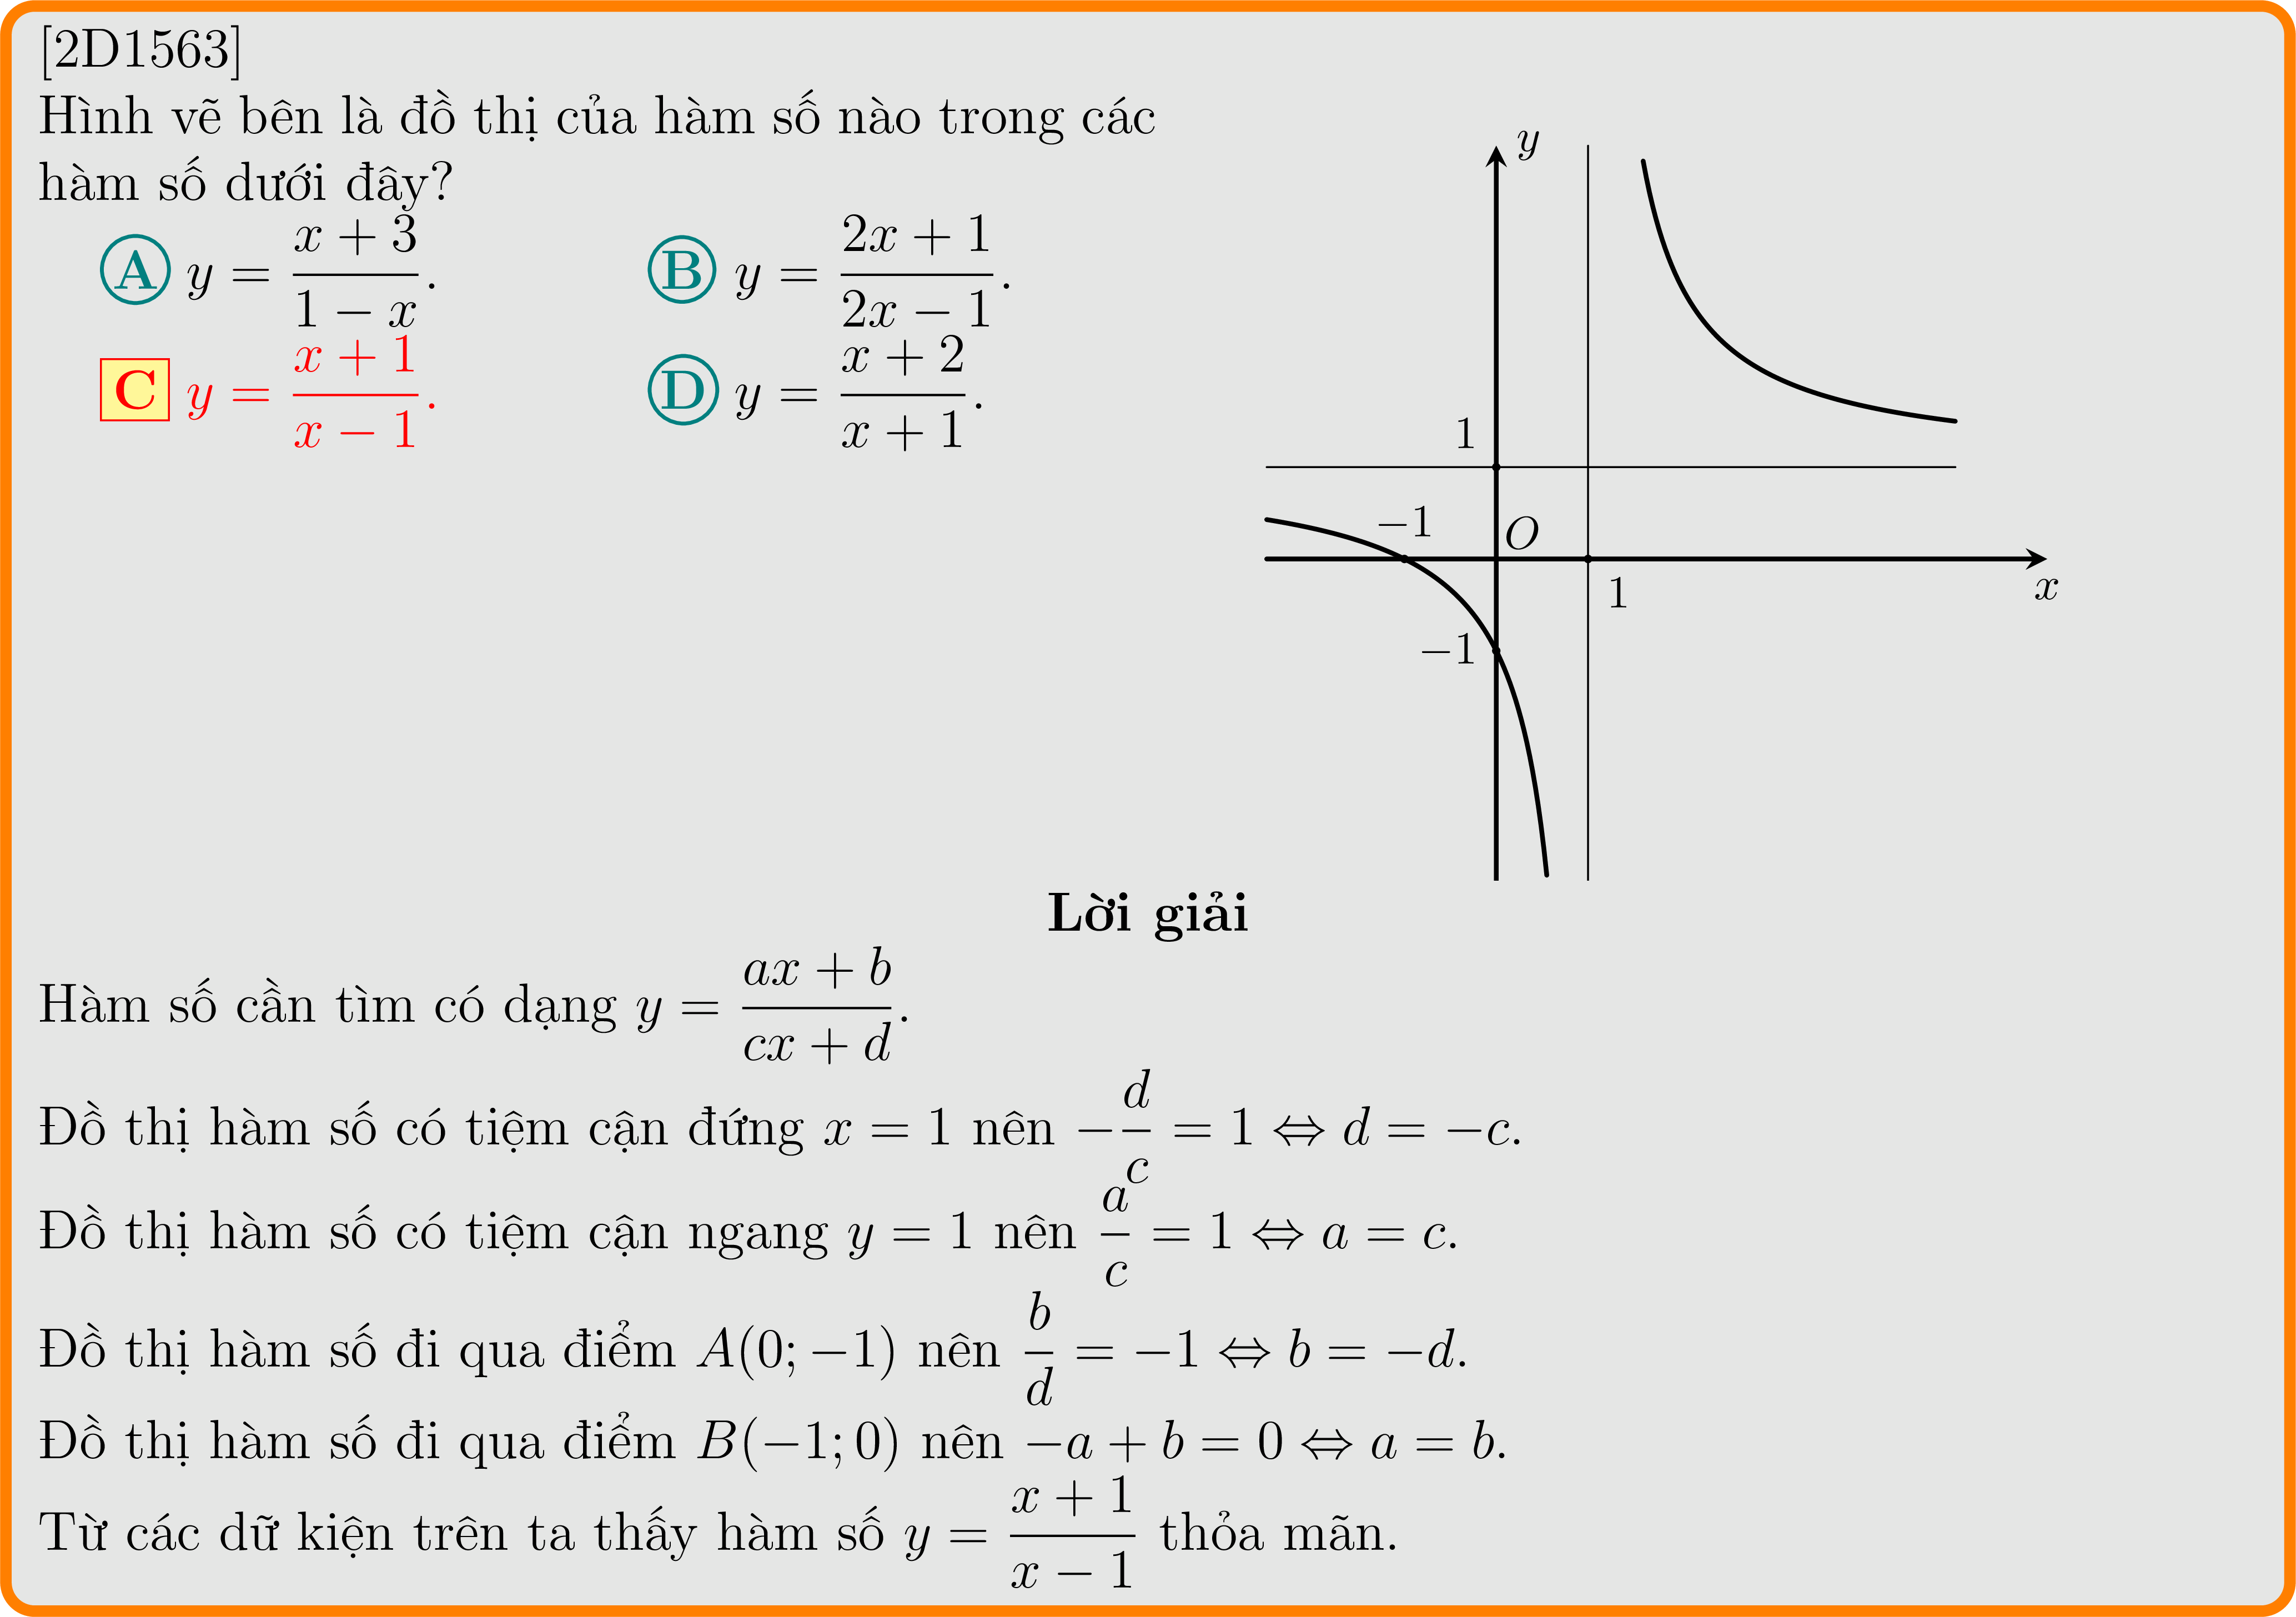 [2D1563]
Hình vẽ bên là đồ thị của hàm số nào trong các
hàm số dưới đây?
A y = \frac{x + 3}{1 − x}. B y = \frac{2x + 1}{2x − 1}.
C y = \frac{x + 1}{x − 1}. D y = \frac{x + 2}{x + 1}.
y
1
−1
O
1
x
−1
Lời giải
Hàm số cần tìm có dạng y = \frac{ax + b}{cx + d}.
Đồ thị hàm số có tiệm cận đứng x = 1 nên −\frac{d}{c} = 1 ⇔ d = −c.
Đồ thị hàm số có tiệm cận ngang y = 1 nên \frac{a}{c} = 1 ⇔ a = c.
Đồ thị hàm số đi qua điểm A(0; −1) nên \frac{b}{d} = −1 ⇔ b = −d.
Đồ thị hàm số đi qua điểm B(−1; 0) nên −a + b = 0 ⇔ a = b.
Từ các dữ kiện trên ta thấy hàm số y = \frac{x + 1}{x − 1} thỏa mãn.